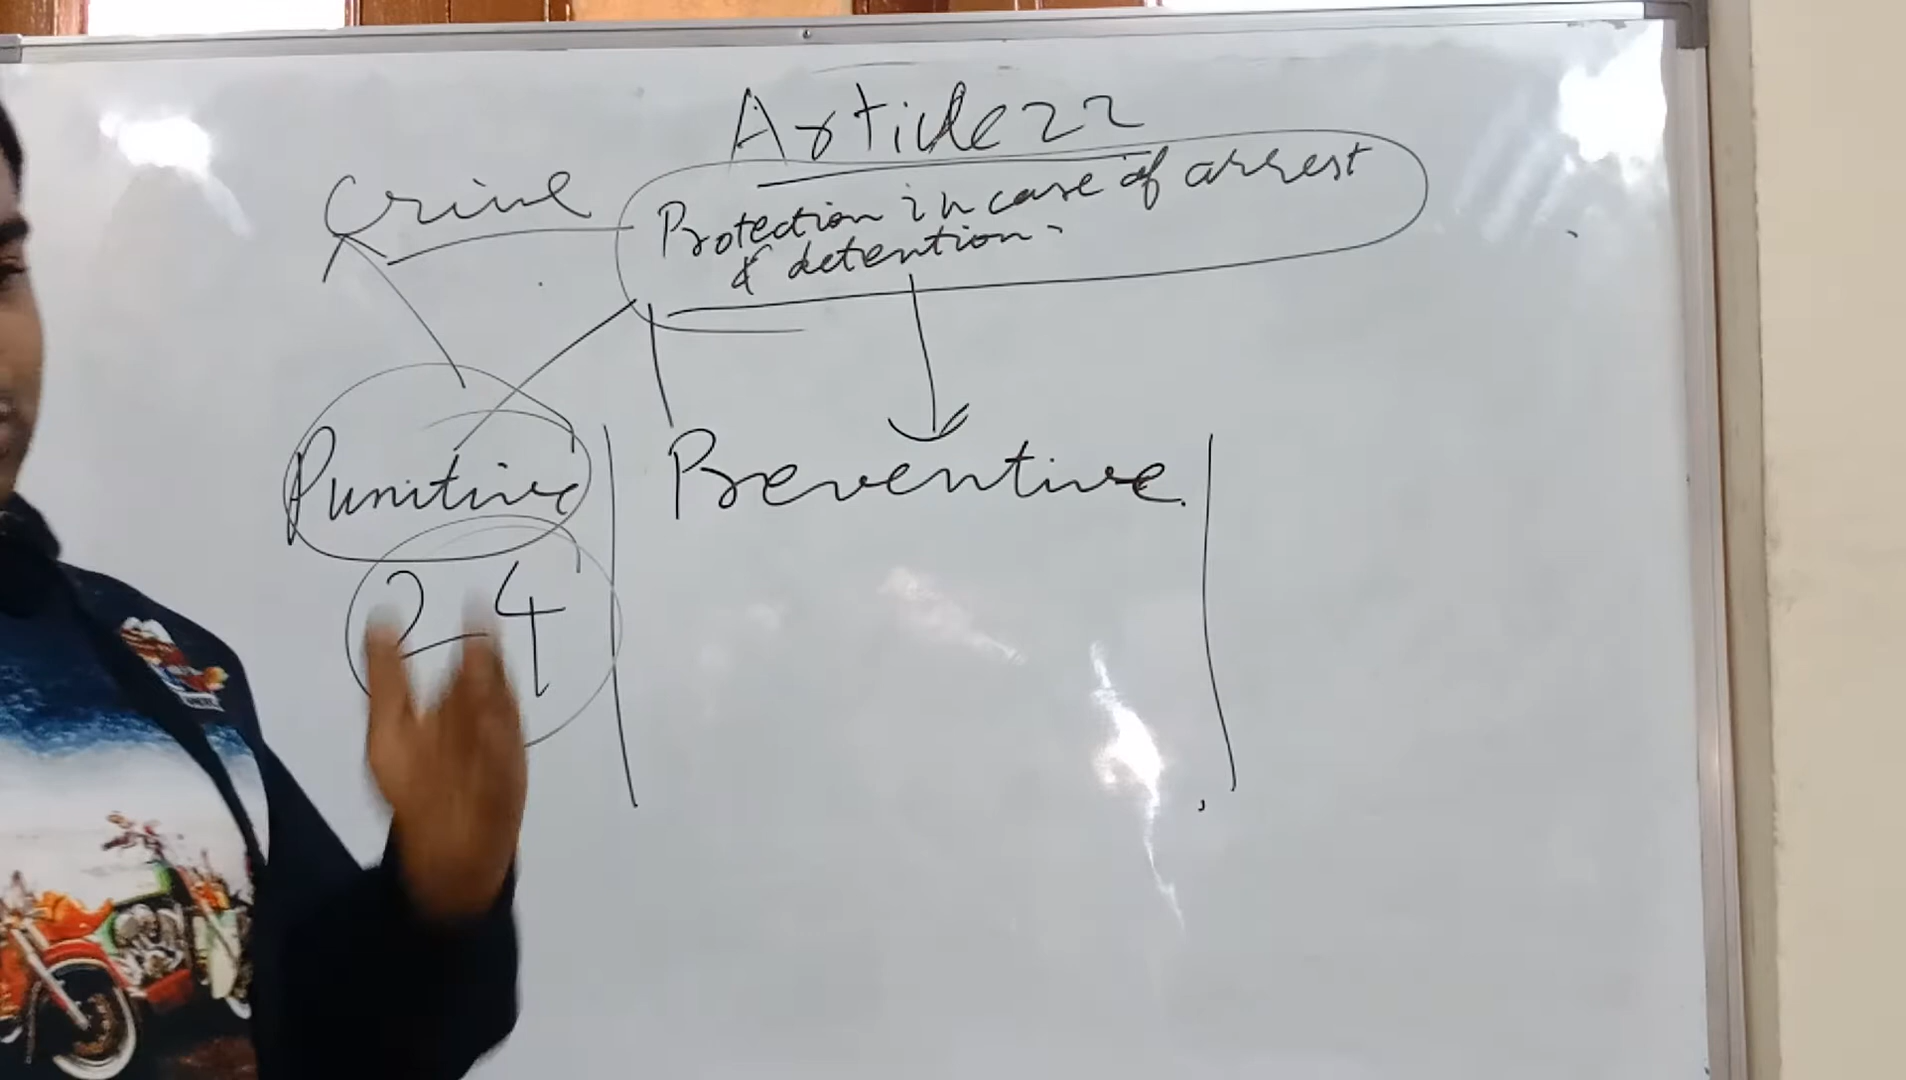 Article 22
Crime
Protection in case of arrest
& detention.
Punitive
Preventive.
24